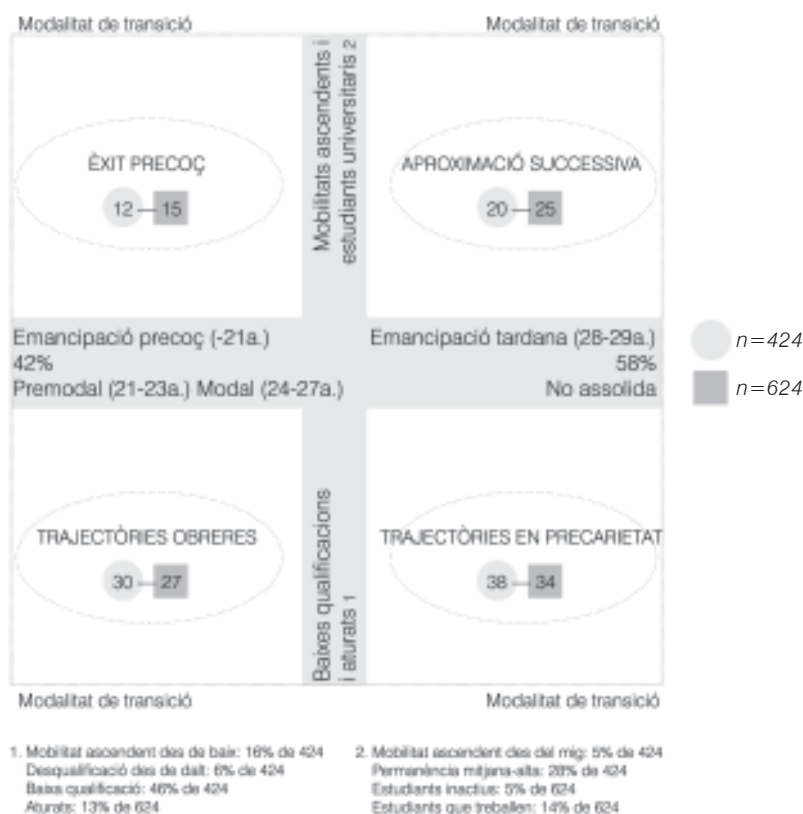 Modalitat de transició
Modalitat de transició
Mobilitats ascendents i
estudiants universitaris 2
ÈXIT PRECOÇ
12 15
APROXIMACIÓ SUCCESSIVA
20 25
Emancipació precoç (-21a.)
42%
Premodal (21-23a.) Modal (24-27a.)
Emancipació tardana (28-29a.)
58%
No assolida
n=424
n=624
Baixes qualificacions
i aturats 1
TRAJECTÒRIES OBRERES
30 27
TRAJECTÒRIES EN PRECARIETAT
38 34
Modalitat de transició
Modalitat de transició
1. Mobilitat ascendent des de baix: 16% de 424
Desqualificació des de dalt: 6% de 424
Baixa qualificació: 46% de 424
Aturats: 13% de 624
2. Mobilitat ascendent des del mig: 5% de 424
Permanència mitjana-alta: 28% de 424
Estudiants inactius: 5% de 624
Estudiants que treballen: 14% de 624